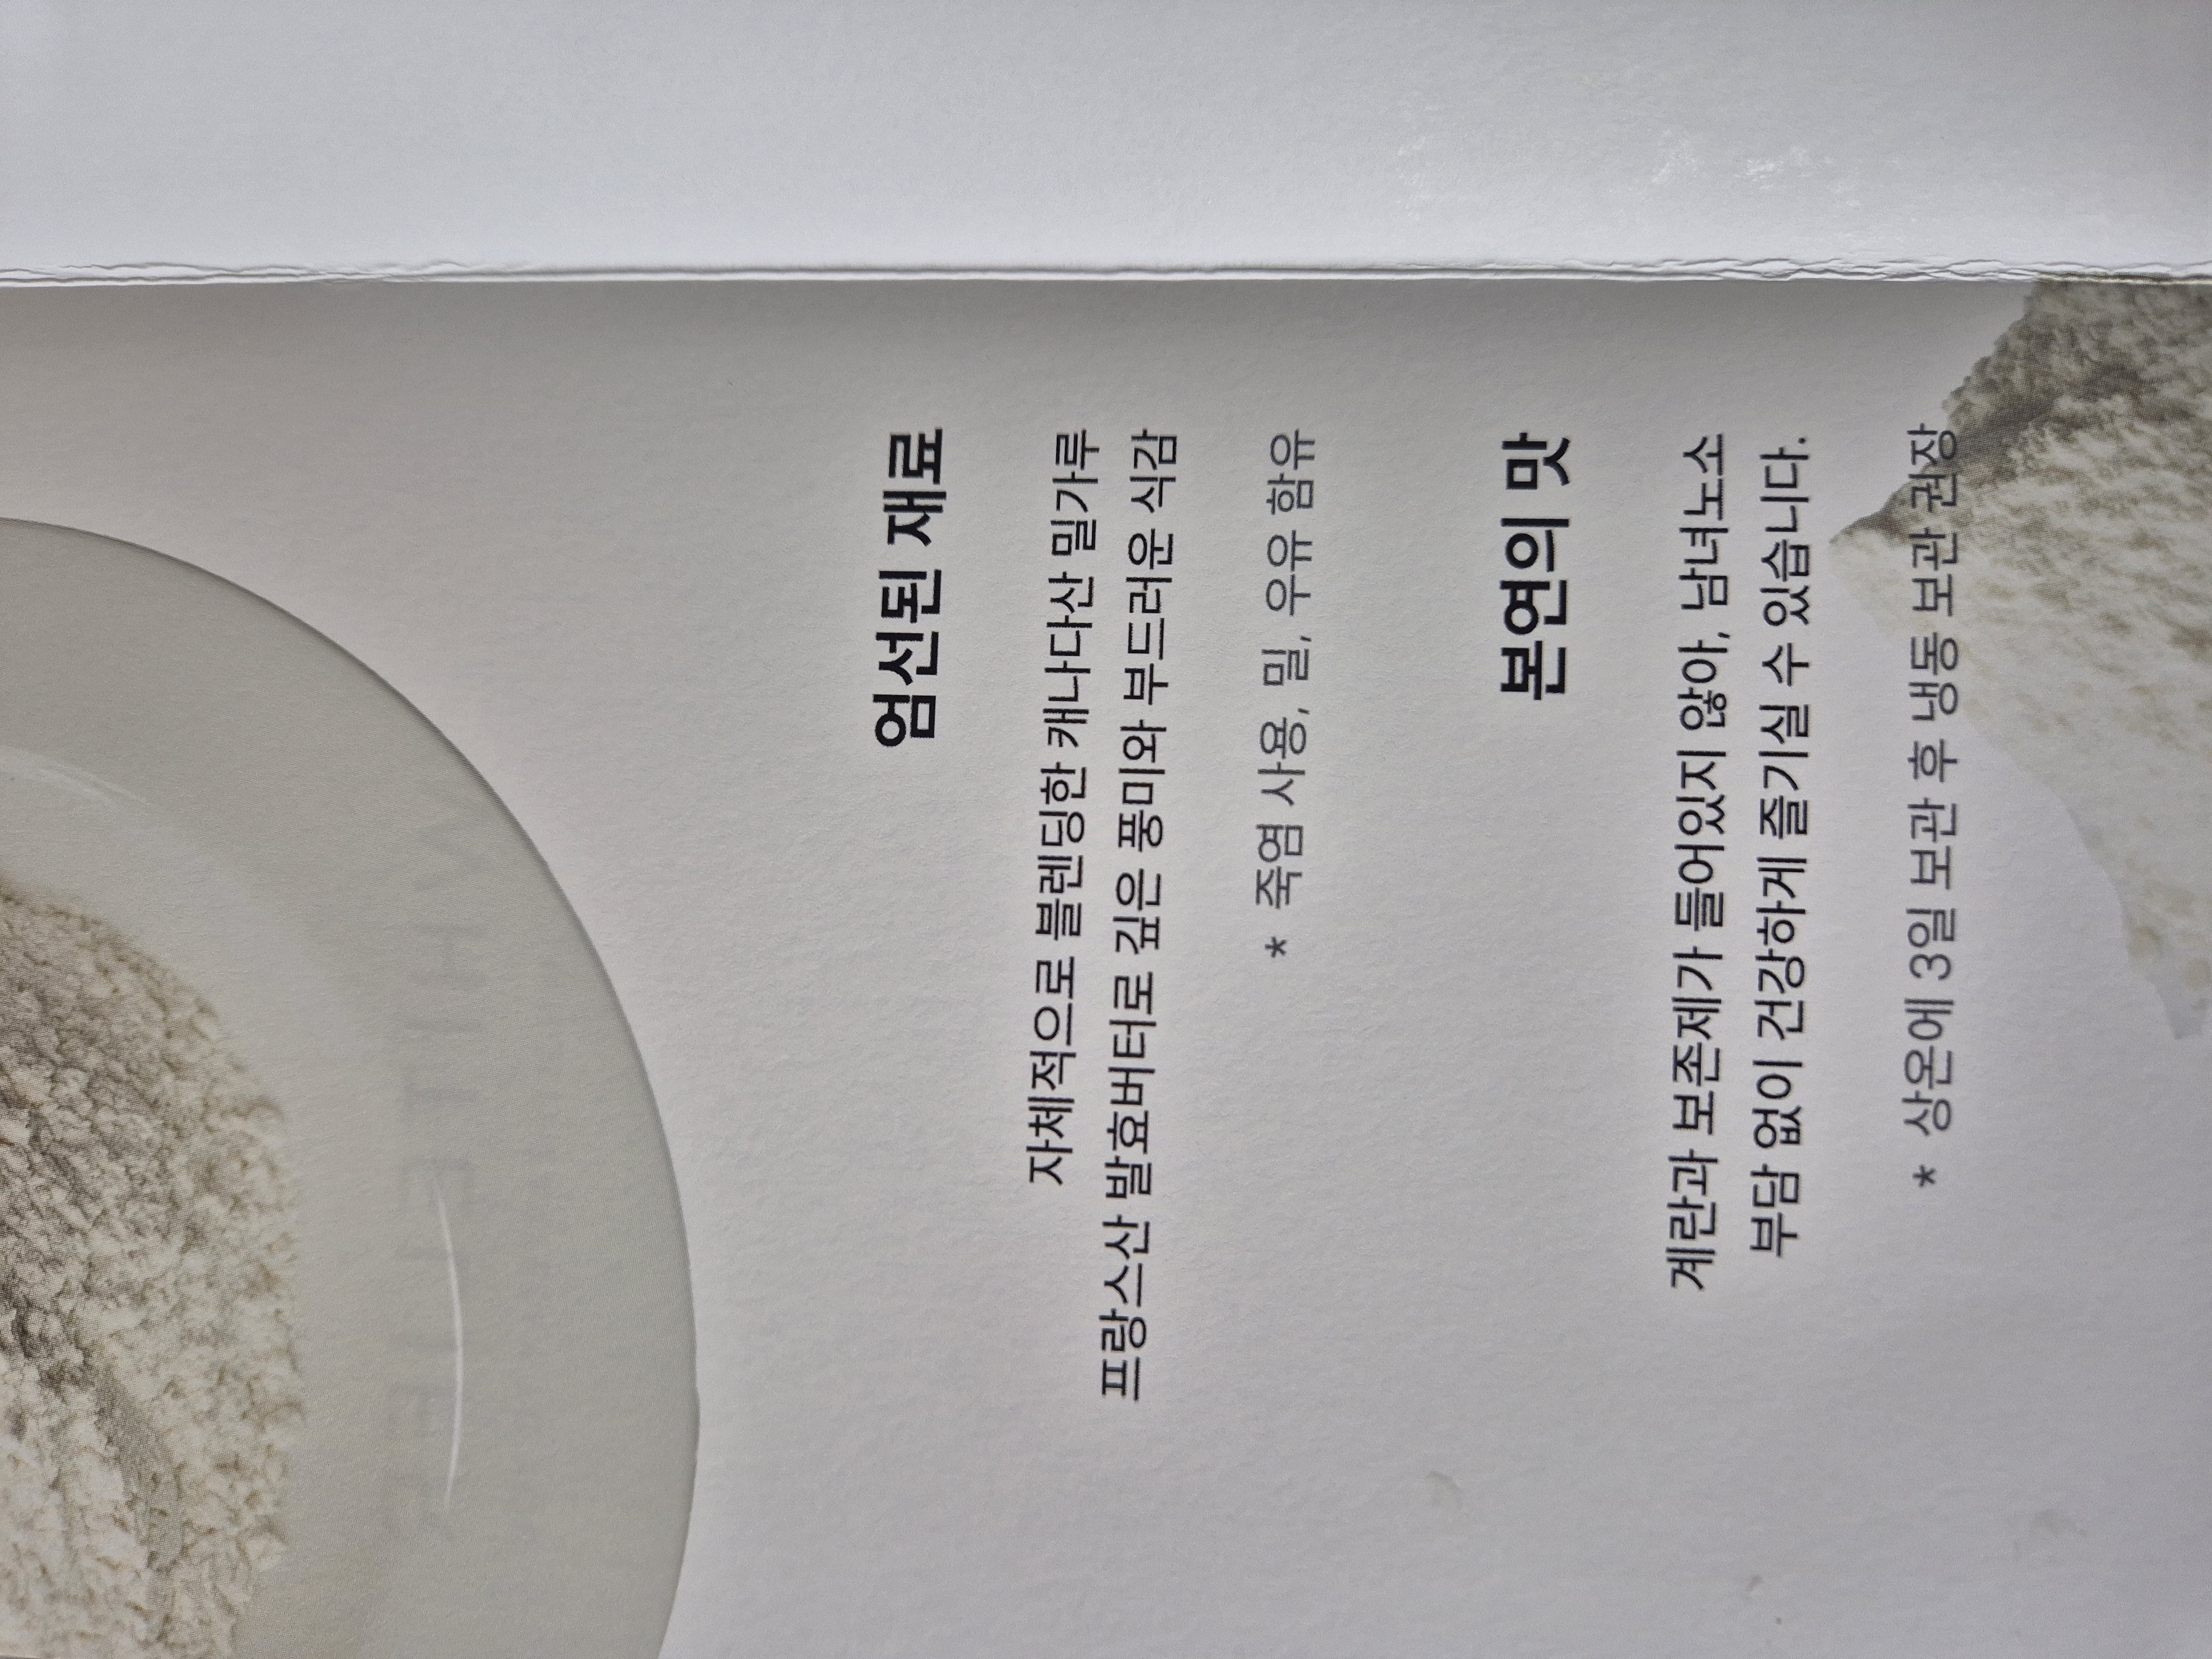 엄선된 재료
자체적으로 블렌딩한 캐나다산 밀가루
프랑스산 발효버터로 깊은 풍미와 부드러운 식감
* 죽염 사용, 밀, 우유 함유
본연의 맛
계란과 보존제가 들어있지 않아, 남녀노소
부담 없이 건강하게 즐기실 수 있습니다.
* 상온에 3일 보관 후 냉동 보관 권장